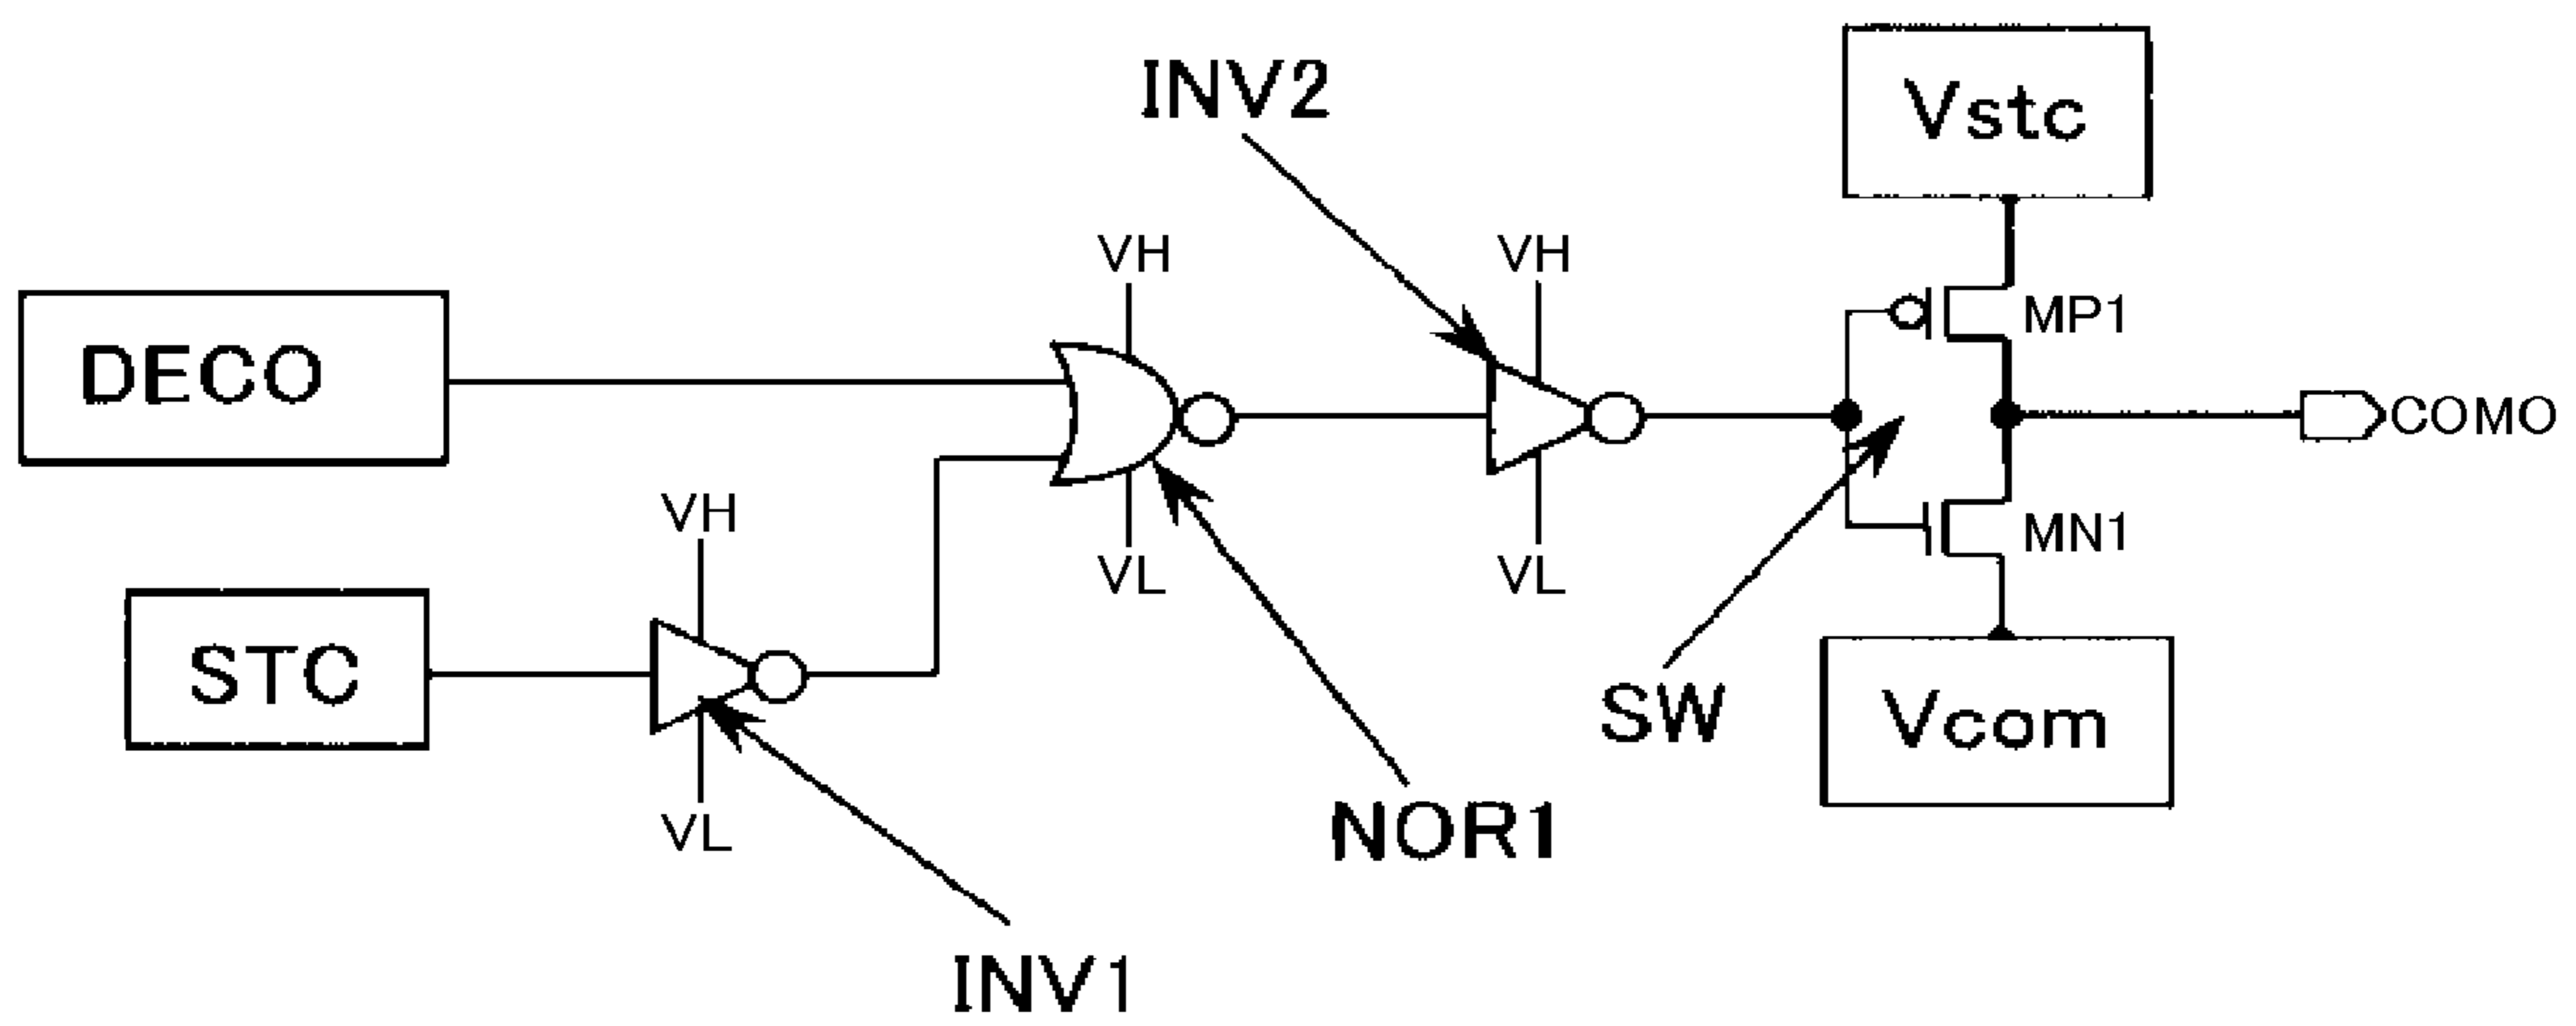 INV2
Vstc
VH
VH
MP1
DECO
COMO
VH
MN1
VL
VL
STC
SW
Vcom
VL
NOR1
INV1